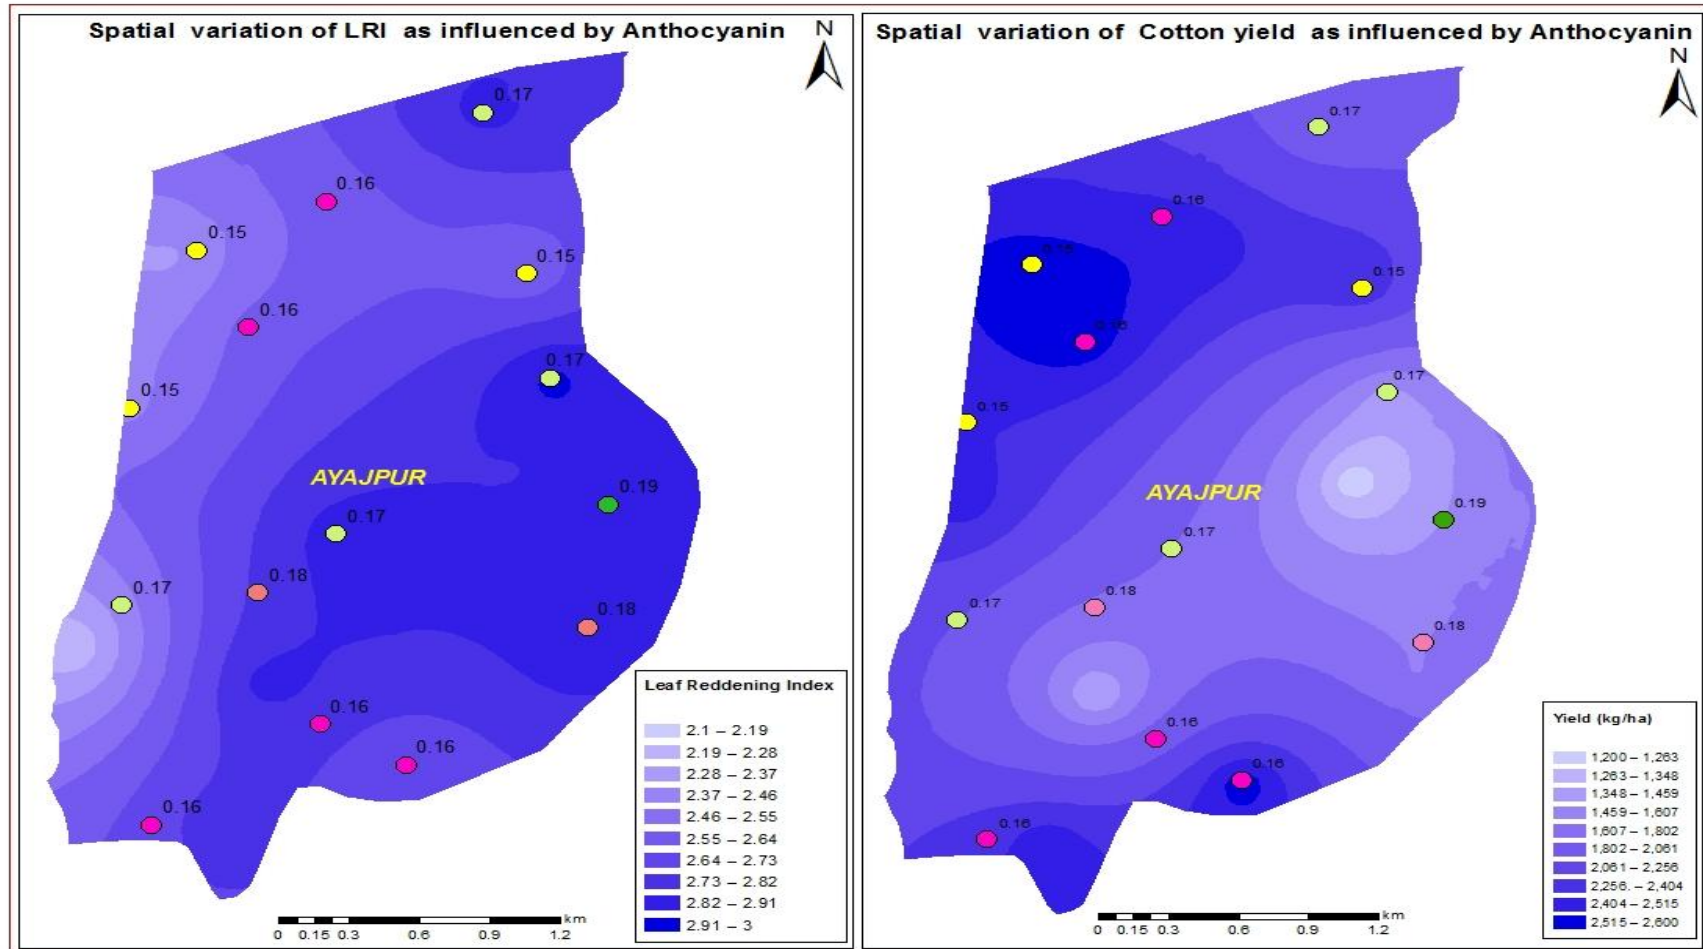 Spatial variation of LRI as influenced by Anthocyanin
N
0.17
0.16
0.15
0.15
0.16
0.17
0.15
AYAJPUR
0.19
0.17
0.18
0.17
0.18
0.16
0.16
0.16
Leaf Reddening Index
2.1 – 2.19
2.19 – 2.28
2.28 – 2.37
2.37 – 2.46
2.46 – 2.55
2.55 – 2.64
2.64 – 2.73
2.73 – 2.82
2.82 – 2.91
2.91 – 3
km
0 0.15 0.3 0.6 0.9 1.2
Spatial variation of Cotton yield as influenced by Anthocyanin
N
0.17
0.16
0.15
0.15
0.16
0.17
0.15
AYAJPUR
0.19
0.17
0.18
0.17
0.18
0.16
0.16
0.16
Yield (kg/ha)
1,200 – 1,263
1,263 – 1,348
1,348 – 1,459
1,459 – 1,607
1,607 – 1,802
1,802 – 2,061
2,061 – 2,256
2,256. – 2,404
2,404 – 2,515
2,515 – 2,600
km
0 0.15 0.3 0.6 0.9 1.2